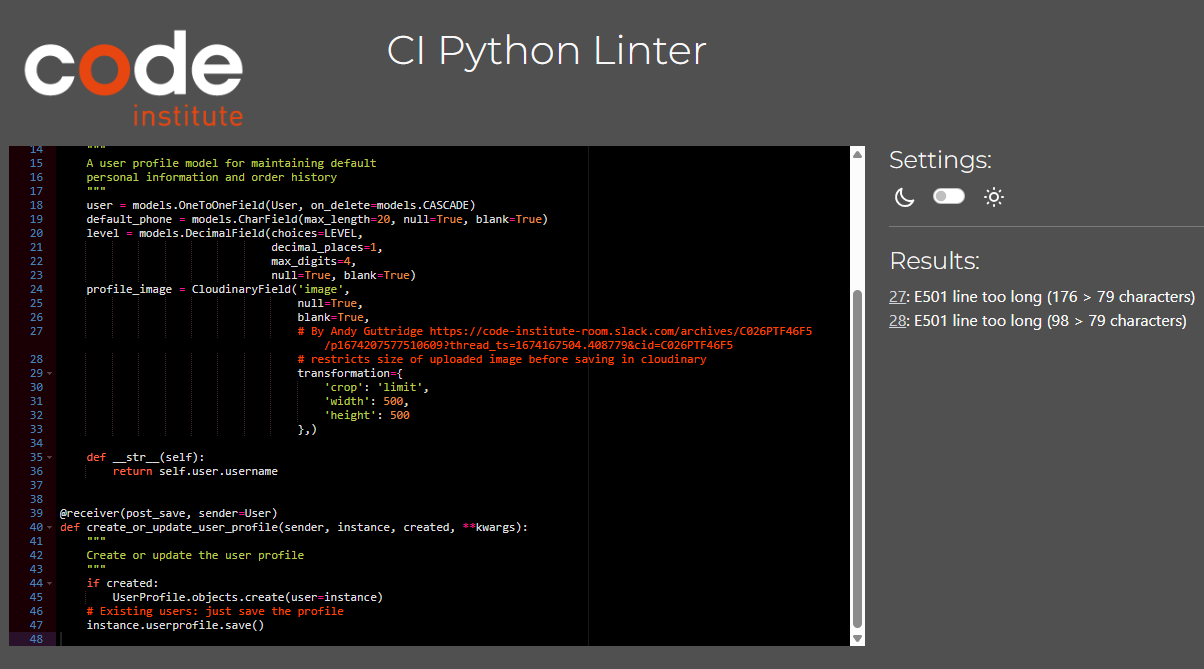 code
institute
CI Python Linter
14 """
15 A user profile model for maintaining default
16 personal information and order history
17 """
18 user = models.OneToOneField(User, on_delete=models.CASCADE)
19 default_phone = models.CharField(max_length=20, null=True, blank=True)
20 level = models.DecimalField(choices=LEVEL,
21 decimal_places=1,
22 max_digits=4,
23 null=True, blank=True)
24 profile_image = CloudinaryField('image',
25 null=True,
26 blank=True,
27 # By Andy Guttridge https://code-institute-room.slack.com/archives/C026PTF46F5
/p1674207577510609?thread_ts=1674167504.408779&cid=C026PTF46F5
28 # restricts size of uploaded image before saving in cloudinary
29 transformation={
30 'crop': 'limit',
31 'width': 500,
32 'height': 500
33 },)
34
35 def __str__(self):
36 return self.user.username
37
38
39 @receiver(post_save, sender=User)
40 def create_or_update_user_profile(sender, instance, created, **kwargs):
41 """
42 Create or update the user profile
43 """
44 if created:
45 UserProfile.objects.create(user=instance)
46 # Existing users: just save the profile
47 instance.userprofile.save()
48
Settings:
Results:
27: E501 line too long (176 > 79 characters)
28: E501 line too long (98 > 79 characters)